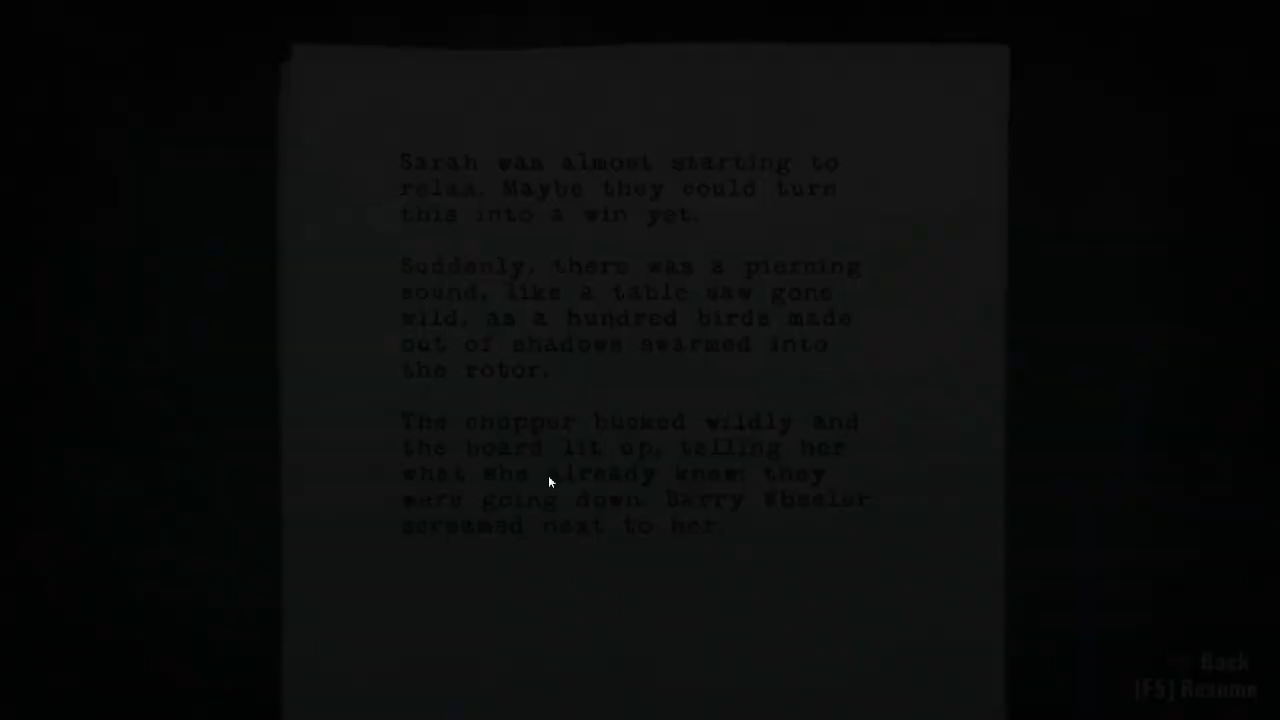 Sarah was almost starting to
relax. Maybe they could turn
this into a win yet.
Suddenly, there was a piercing
sound, like a table saw gone
wild, as a hundred birds made
out of shadows swarmed into
the rotor.
The chopper bucked wildly and
the board lit up, telling her
what she already knew: they
were going down. Barry Wheeler
screamed next to her.
Back
[F5] Resume